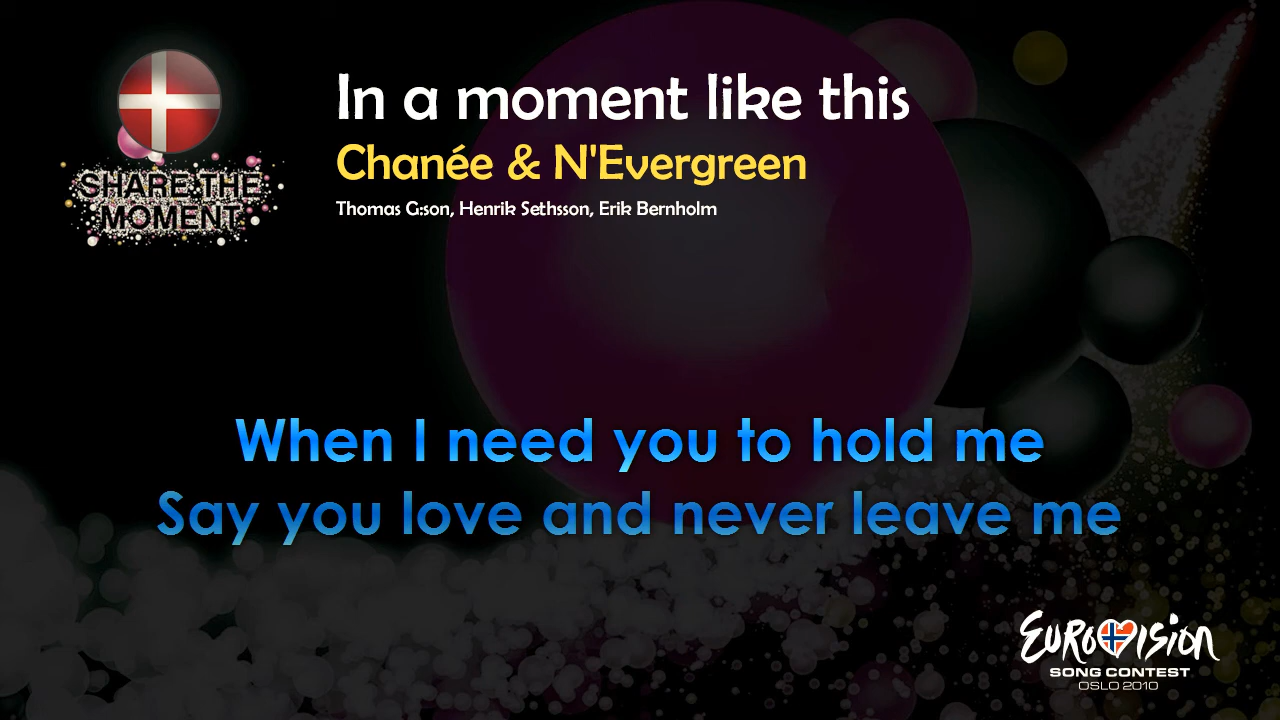 SHARE THE
MOMENT
In a moment like this
Chanée & N'Evergreen
Thomas G:son, Henrik Sethsson, Erik Bernholm
When I need you to hold me
Say you love and never leave me
EUROVISION
SONG CONTEST
OSLO 2010